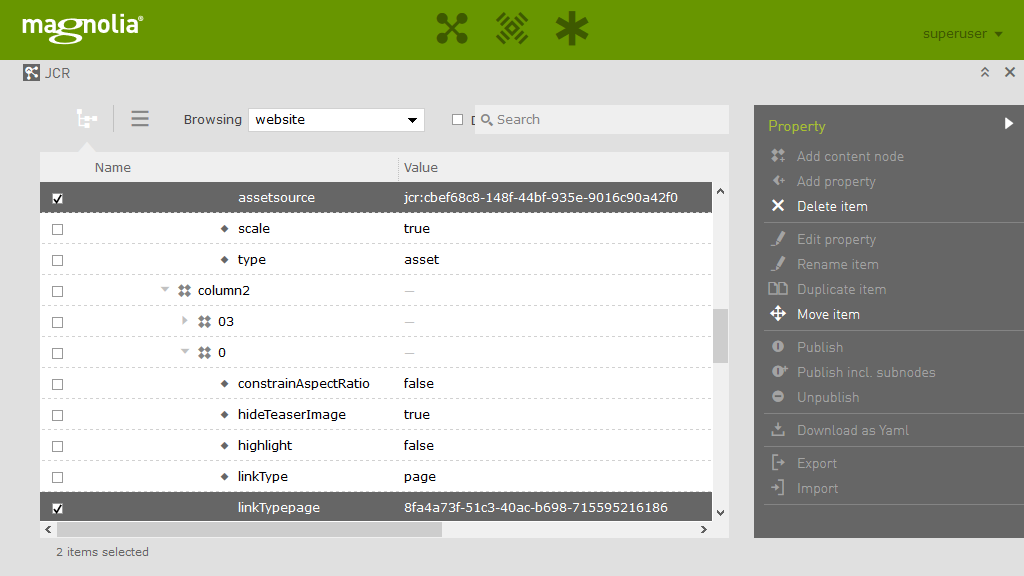 magnolia®
superuser
JCR
Browsing website
Search
Name Value
assetsource jcr:cbef68c8-148f-44bf-935e-9016c90a42f0
scale true
type asset
column2 —
03 —
0 —
constrainAspectRatio false
hideTeaserImage true
highlight false
linkType page
linkTypepage 8fa4a73f-51c3-40ac-b698-715595216186
2 items selected
Property
Add content node
Add property
Delete item
Edit property
Rename item
Duplicate item
Move item
Publish
Publish incl. subnodes
Unpublish
Download as Yaml
Export
Import